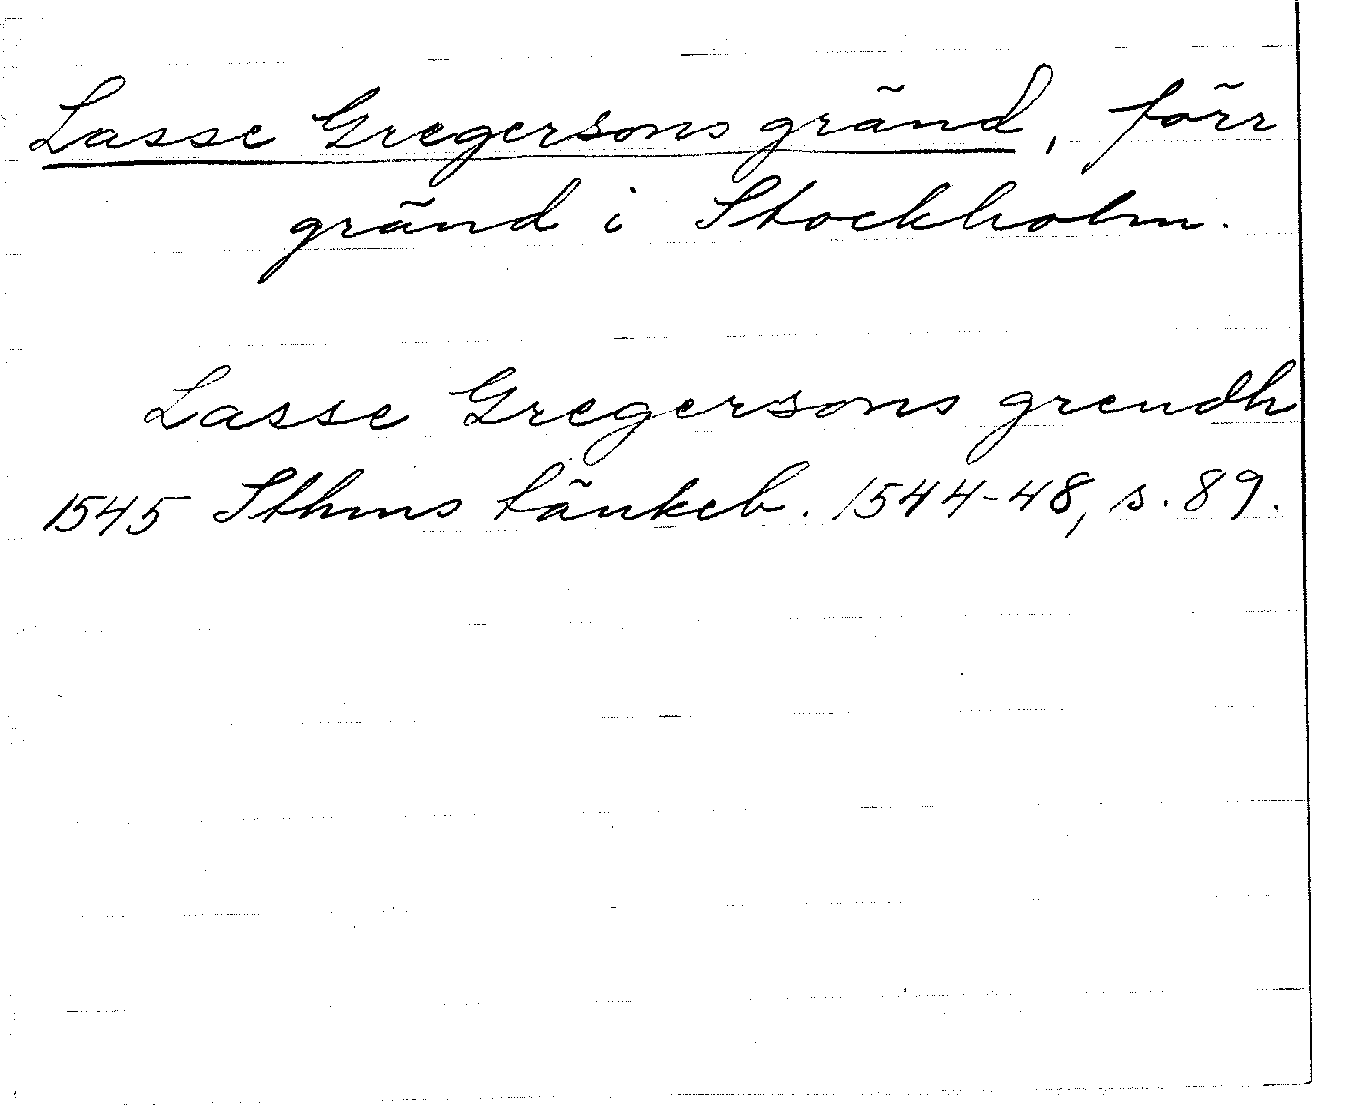 Lasse Gregersons gränd, förr
gränd i Stockholm.
Lasse Gregersons grendh
1545 Sthms tänkeb. 1544-48, s. 89.